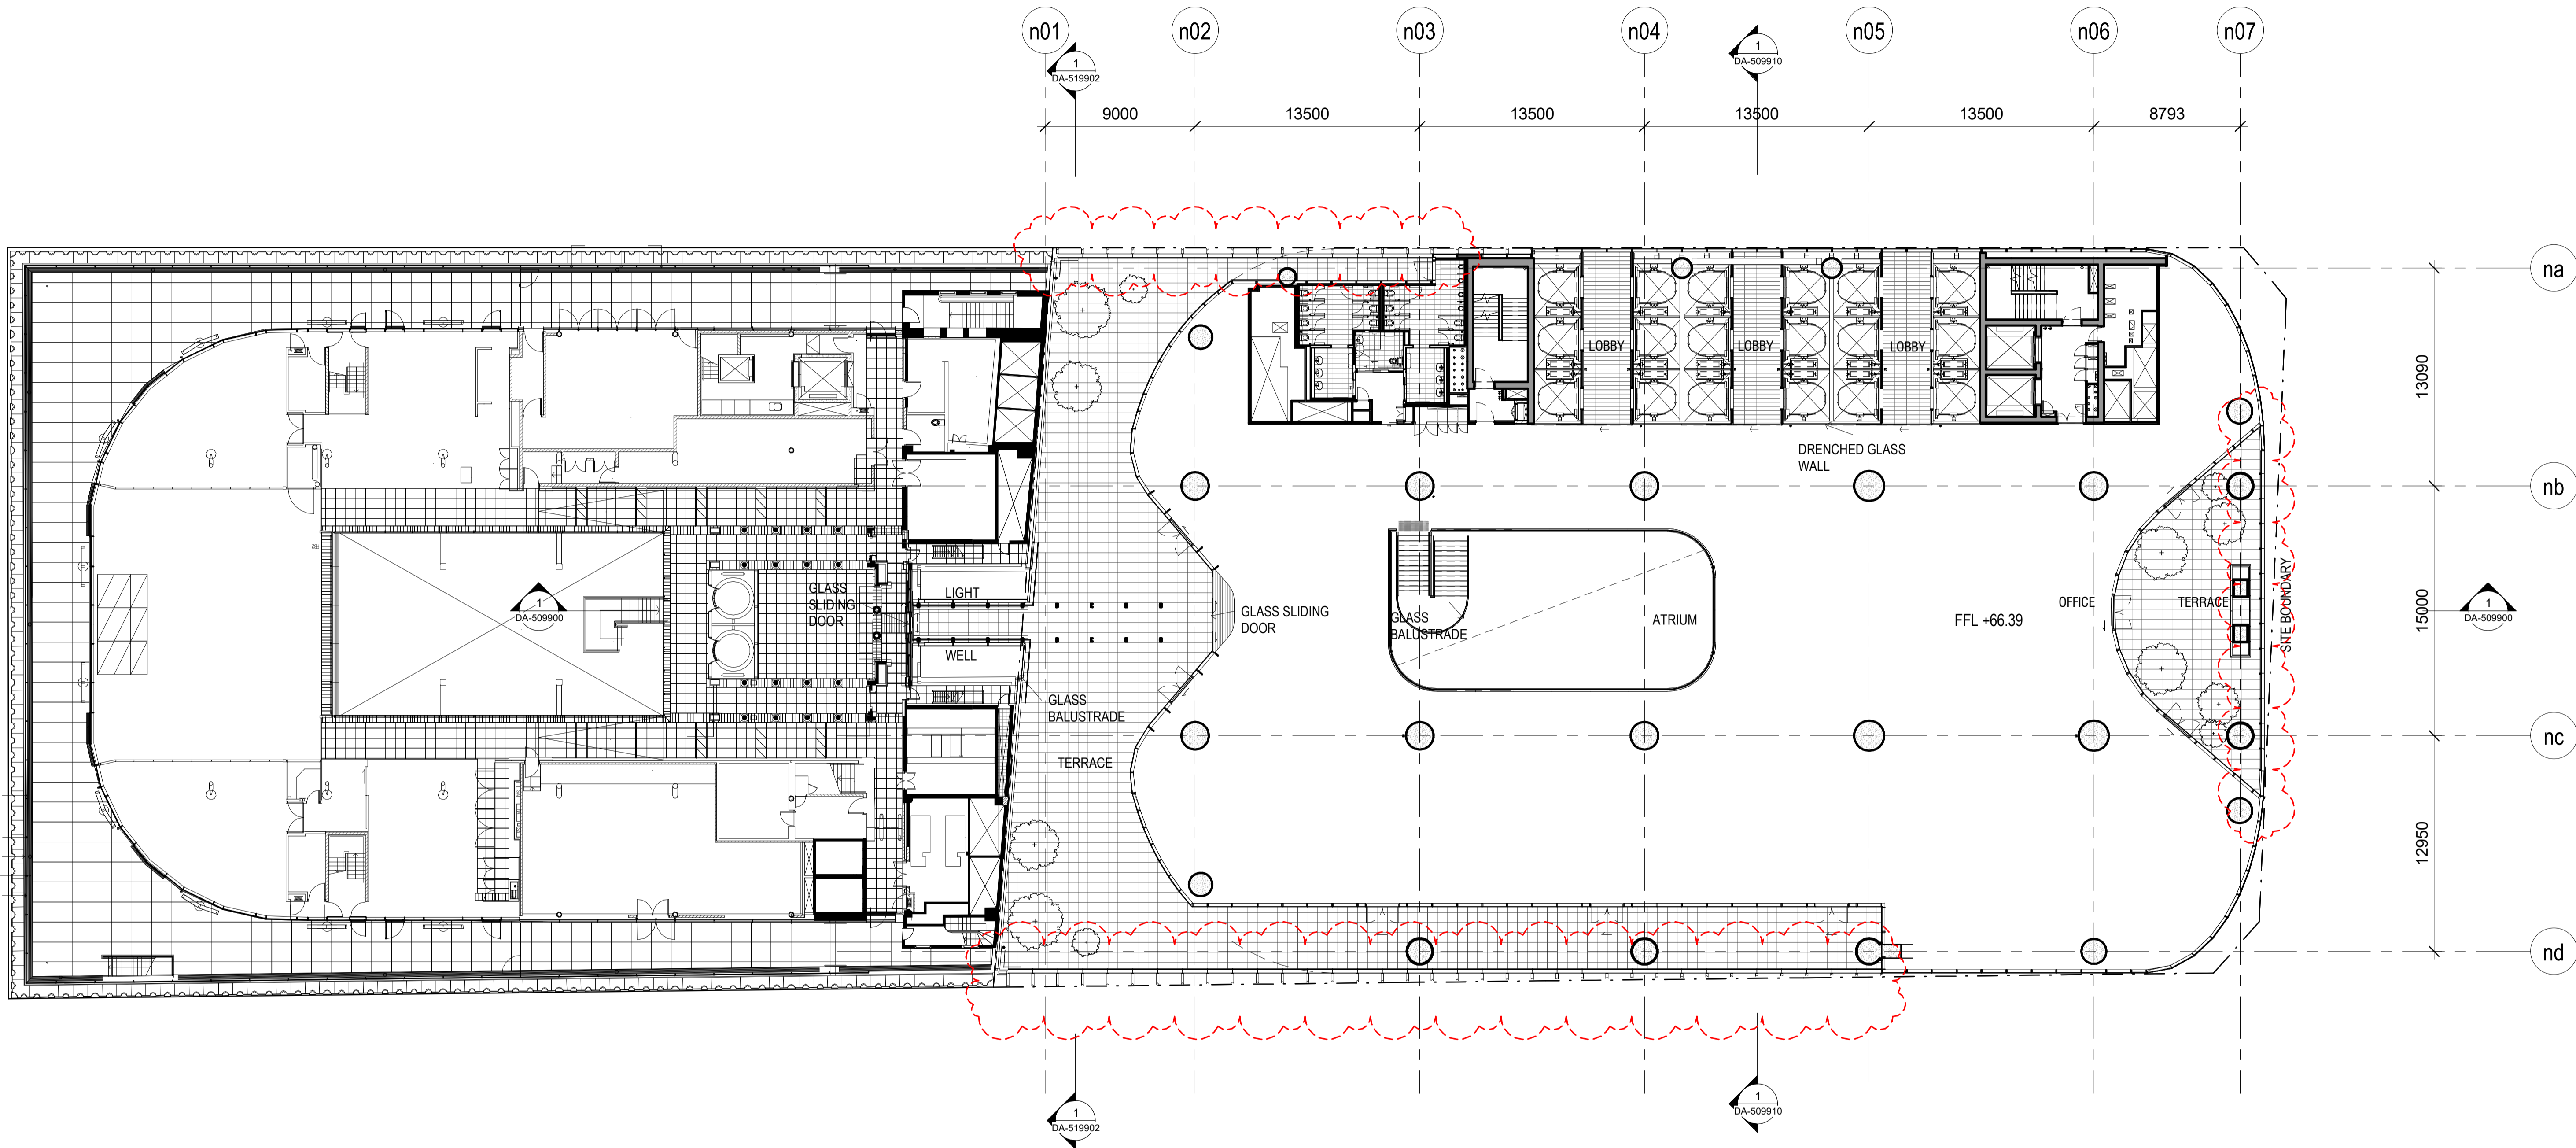 n01
n02
n03
n04
n05
n06
n07
1
DA-519902
1
DA-509910
9000
13500
13500
13500
13500
8793
na
nb
nc
nd
13090
15000
12950
LOBBY
LOBBY
LOBBY
DRENCHED GLASS
WALL
GLASS
SLIDING
DOOR
LIGHT
WELL
GLASS SLIDING
DOOR
GLASS
BALUSTRADE
ATRIUM
FFL +66.39
OFFICE
TERRACE
SITE BOUNDARY
1
DA-509900
1
DA-509900
GLASS
BALUSTRADE
TERRACE
1
DA-519902
1
DA-509910